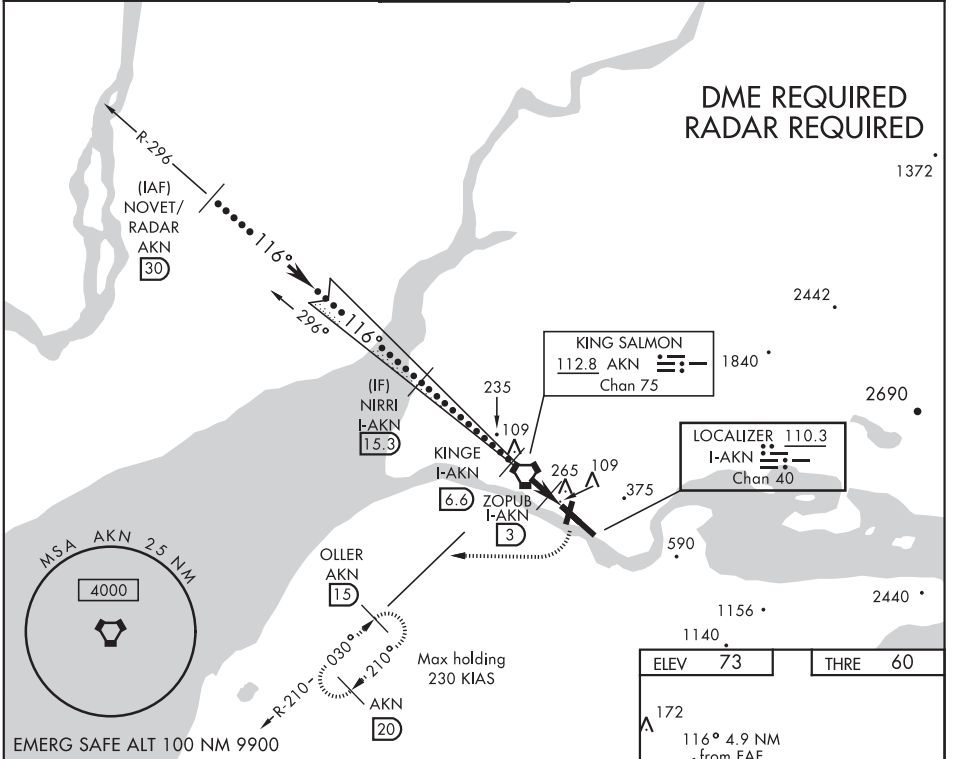 DME REQUIRED
RADAR REQUIRED
1372
R-296
(IAF)
NOVET/
RADAR
AKN
30
116°
296°
116°
2442
KING SALMON
112.8 AKN
Chan 75
1840
(IF)
NIRRI
I-AKN
15.3
235
109
2690
LOCALIZER 110.3
I-AKN
Chan 40
KINGE
I-AKN
6.6
265
109
ZOPUB
I-AKN
3
375
590
MSA AKN 25 NM
4000
OLLER
AKN
15
2440
1156
1140
030°
210°
Max holding
230 KIAS
R-210
AKN
20
ELEV 73
THRE 60
172
116° 4.9 NM
from FAF
EMERG SAFE ALT 100 NM 9900